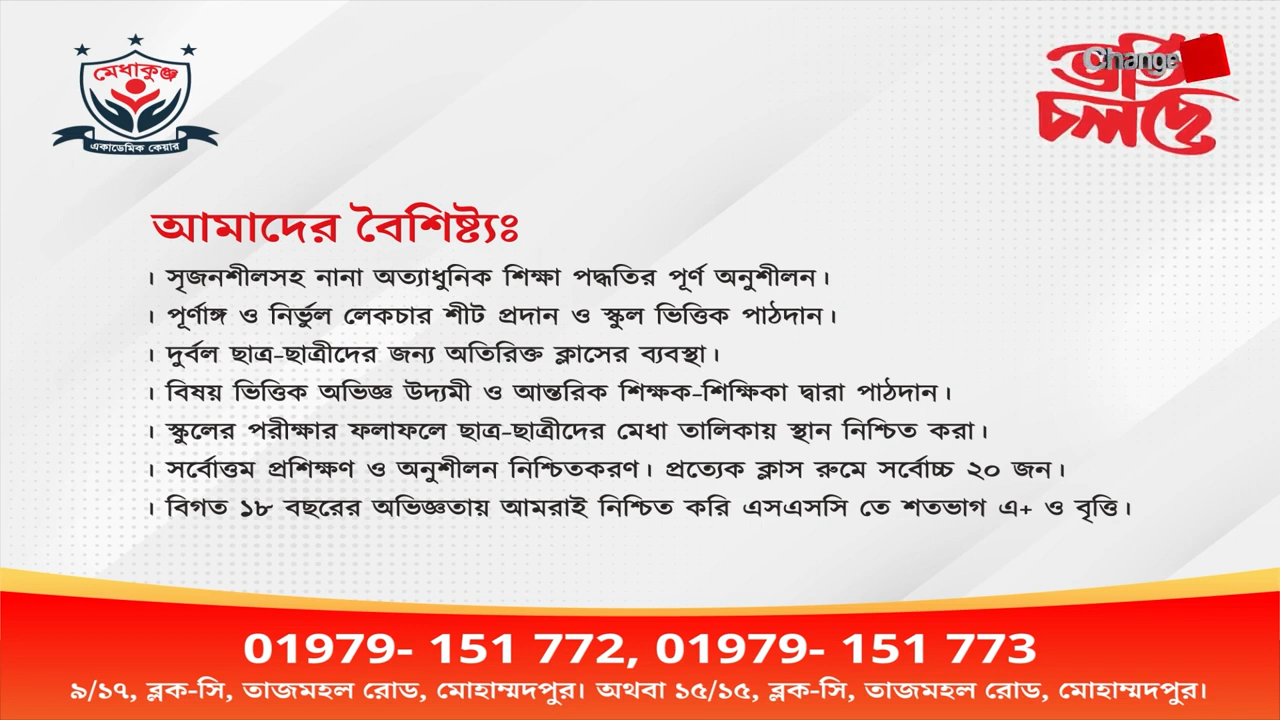 মেধাকুঞ্জ
একাডেমিক কেয়ার
ভর্তি
চলছে
Change
আমাদের বৈশিষ্ট্যঃ
। সৃজনশীলসহ নানা অত্যাধুনিক শিক্ষা পদ্ধতির পূর্ণ অনুশীলন।
। পূর্ণাঙ্গ ও নির্ভুল লেকচার শীট প্রদান ও স্কুল ভিত্তিক পাঠদান।
। দুর্বল ছাত্র-ছাত্রীদের জন্য অতিরিক্ত ক্লাসের ব্যবস্থা।
। বিষয় ভিত্তিক অভিজ্ঞ উদ্যমী ও আন্তরিক শিক্ষক-শিক্ষিকা দ্বারা পাঠদান।
। স্কুলের পরীক্ষার ফলাফলে ছাত্র-ছাত্রীদের মেধা তালিকায় স্থান নিশ্চিত করা।
। সর্বোত্তম প্রশিক্ষণ ও অনুশীলন নিশ্চিতকরণ। প্রত্যেক ক্লাস রুমে সর্বোচ্চ ২০ জন।
। বিগত ১৮ বছরের অভিজ্ঞতায় আমরাই নিশ্চিত করি এসএসসি তে শতভাগ এ+ ও বৃত্তি।
01979- 151 772, 01979- 151 773
৯/১৭, ব্লক-সি, তাজমহল রোড, মোহাম্মদপুর। অথবা ১৫/১৫, ব্লক-সি, তাজমহল রোড, মোহাম্মদপুর।